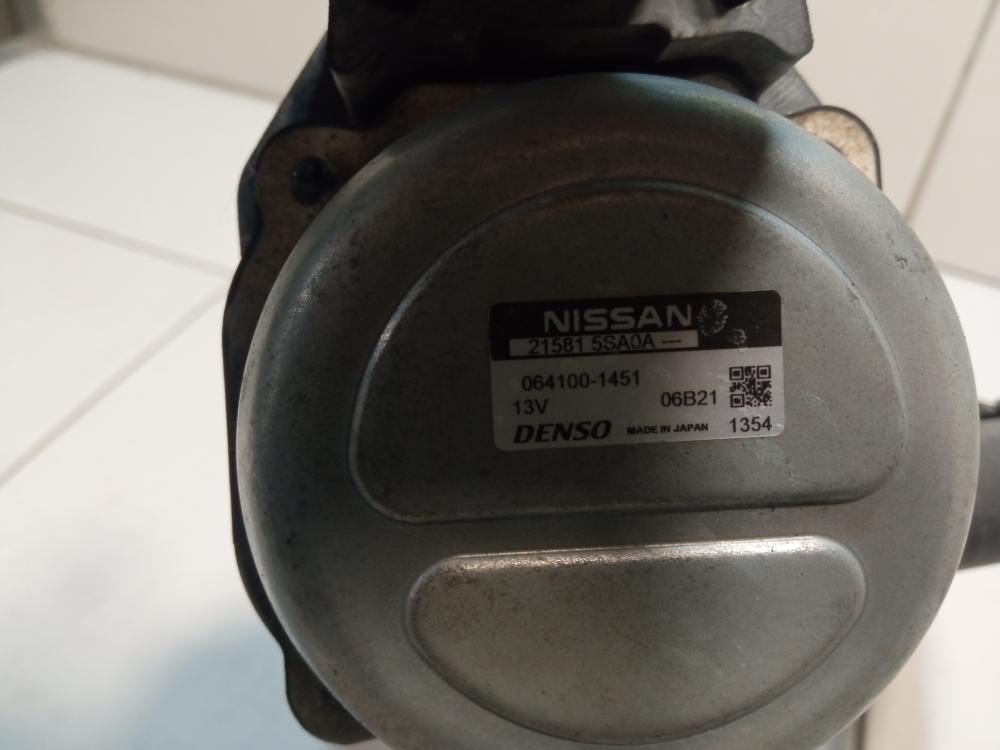 NISSAN
21581 5SA0A ---
064100-1451
13V 06B21
DENSO MADE IN JAPAN 1354